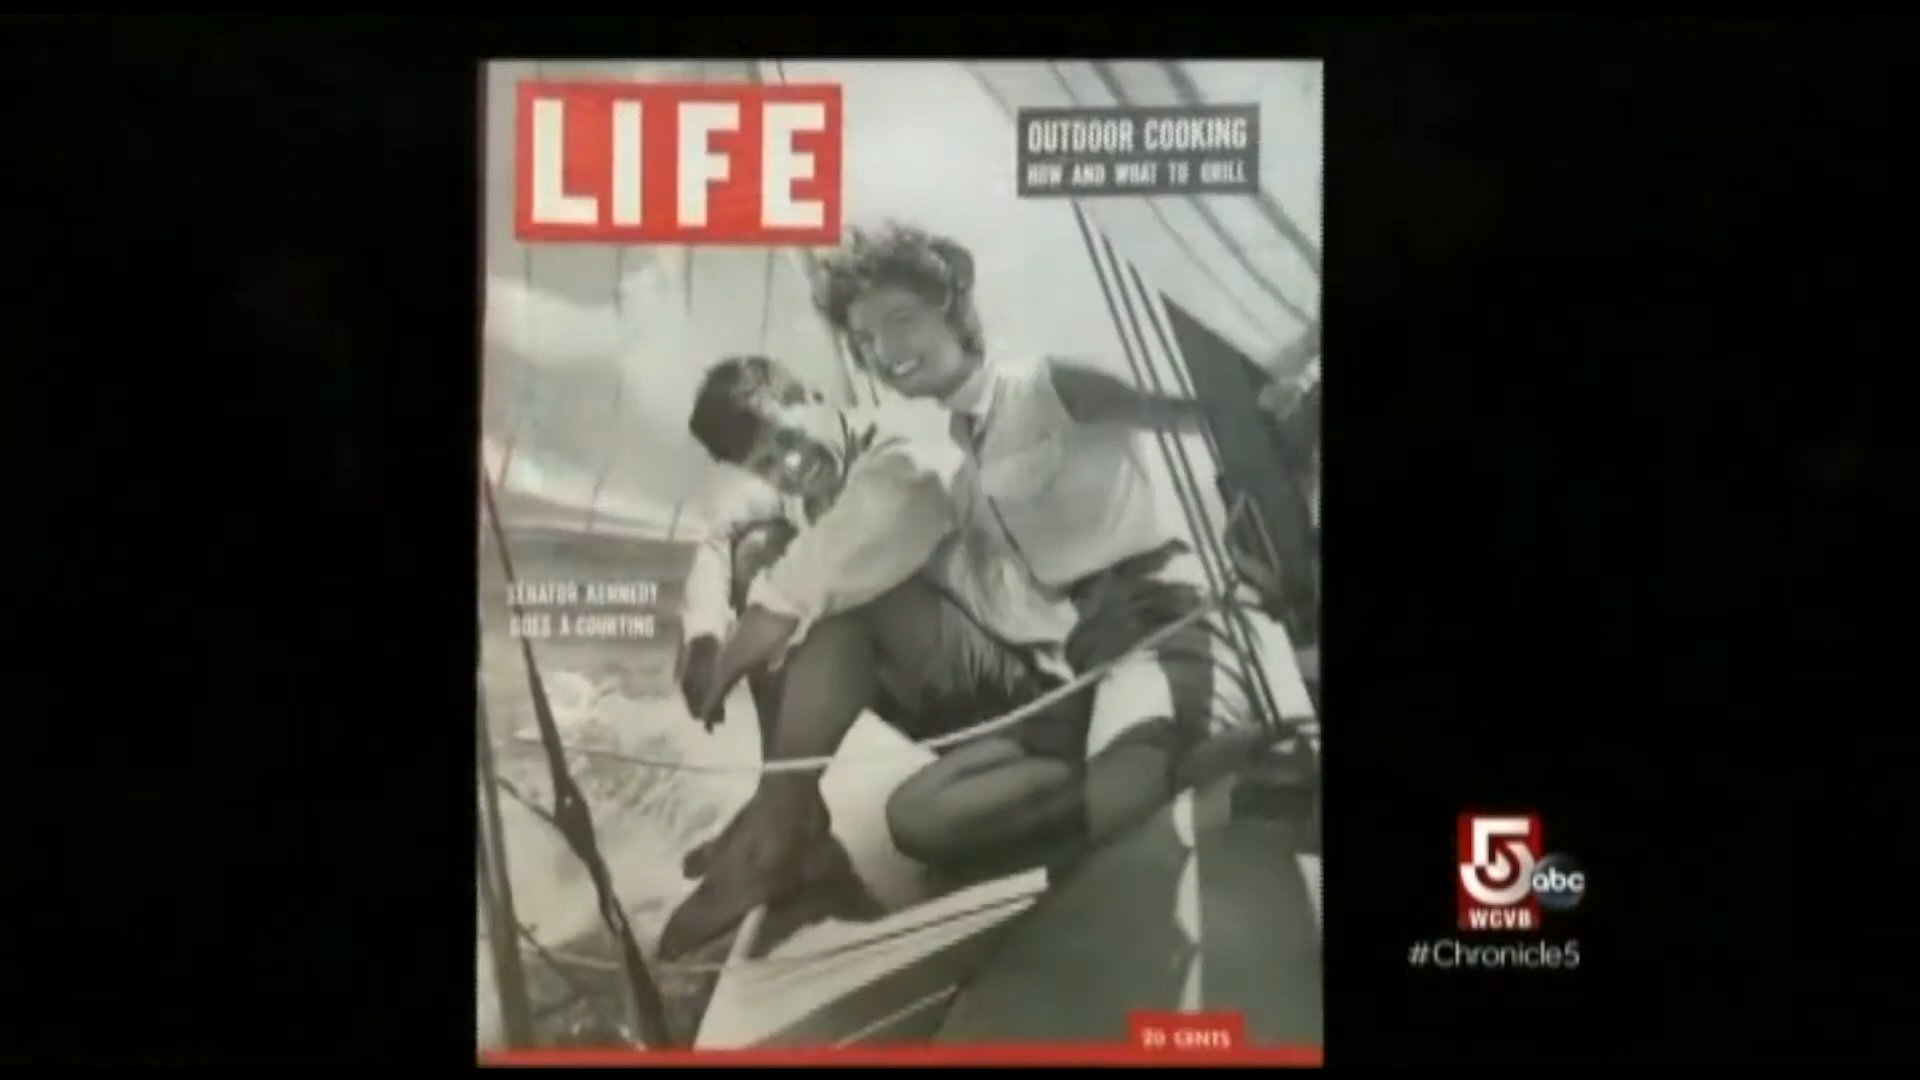 LIFE
OUTDOOR COOKING
HOW AND WHAT TO GRILL
SENATOR KENNEDY
GOES A-COURTING
20 CENTS
5 abc
WCVB
#Chronicle5